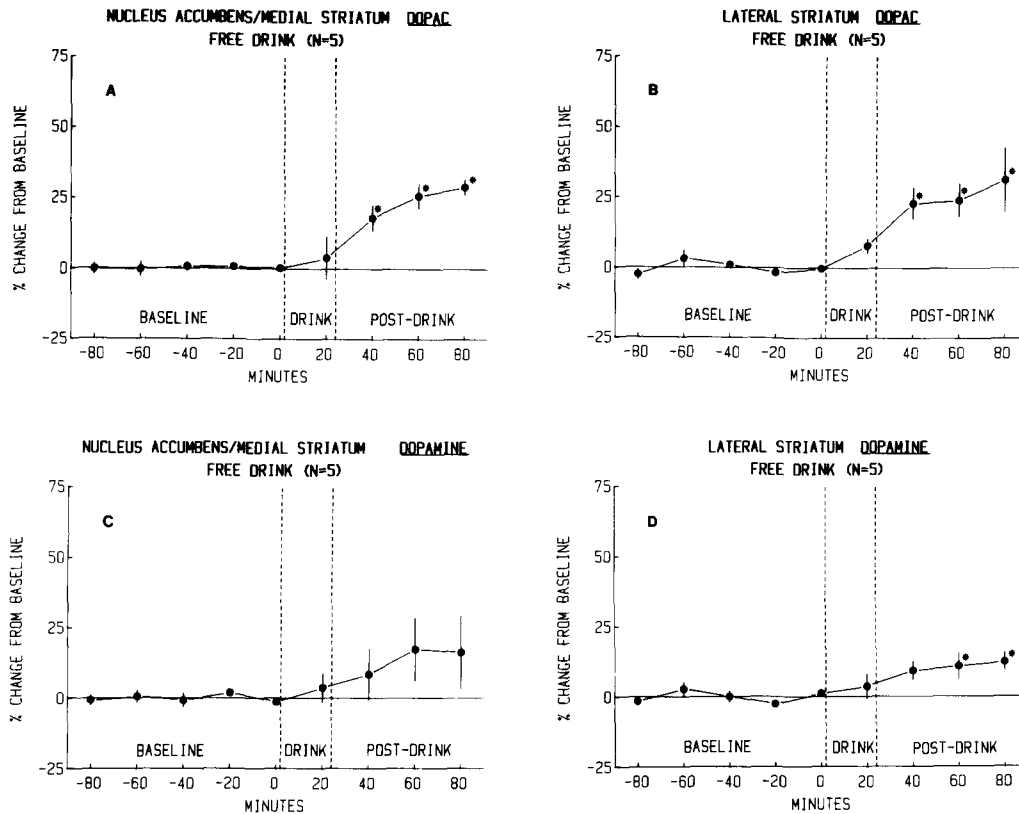 NUCLEUS ACCUMBENS/MEDIAL STRIATUM DOPAC
FREE DRINK (N=5)
A
% CHANGE FROM BASELINE
75
50
25
0
-25
BASELINE
DRINK
POST-DRINK
-80 -60 -40 -20 0 20 40 60 80
MINUTES
LATERAL STRIATUM DOPAC
FREE DRINK (N=5)
B
% CHANGE FROM BASELINE
75
50
25
0
-25
BASELINE
DRINK
POST-DRINK
-80 -60 -40 -20 0 20 40 60 80
MINUTES
NUCLEUS ACCUMBENS/MEDIAL STRIATUM DOPAMINE
FREE DRINK (N=5)
C
% CHANGE FROM BASELINE
75
50
25
0
-25
BASELINE
DRINK
POST-DRINK
-80 -60 -40 -20 0 20 40 60 80
MINUTES
LATERAL STRIATUM DOPAMINE
FREE DRINK (N=5)
D
% CHANGE FROM BASELINE
75
50
25
0
-25
BASELINE
DRINK
POST-DRINK
-80 -60 -40 -20 0 20 40 60 80
MINUTES